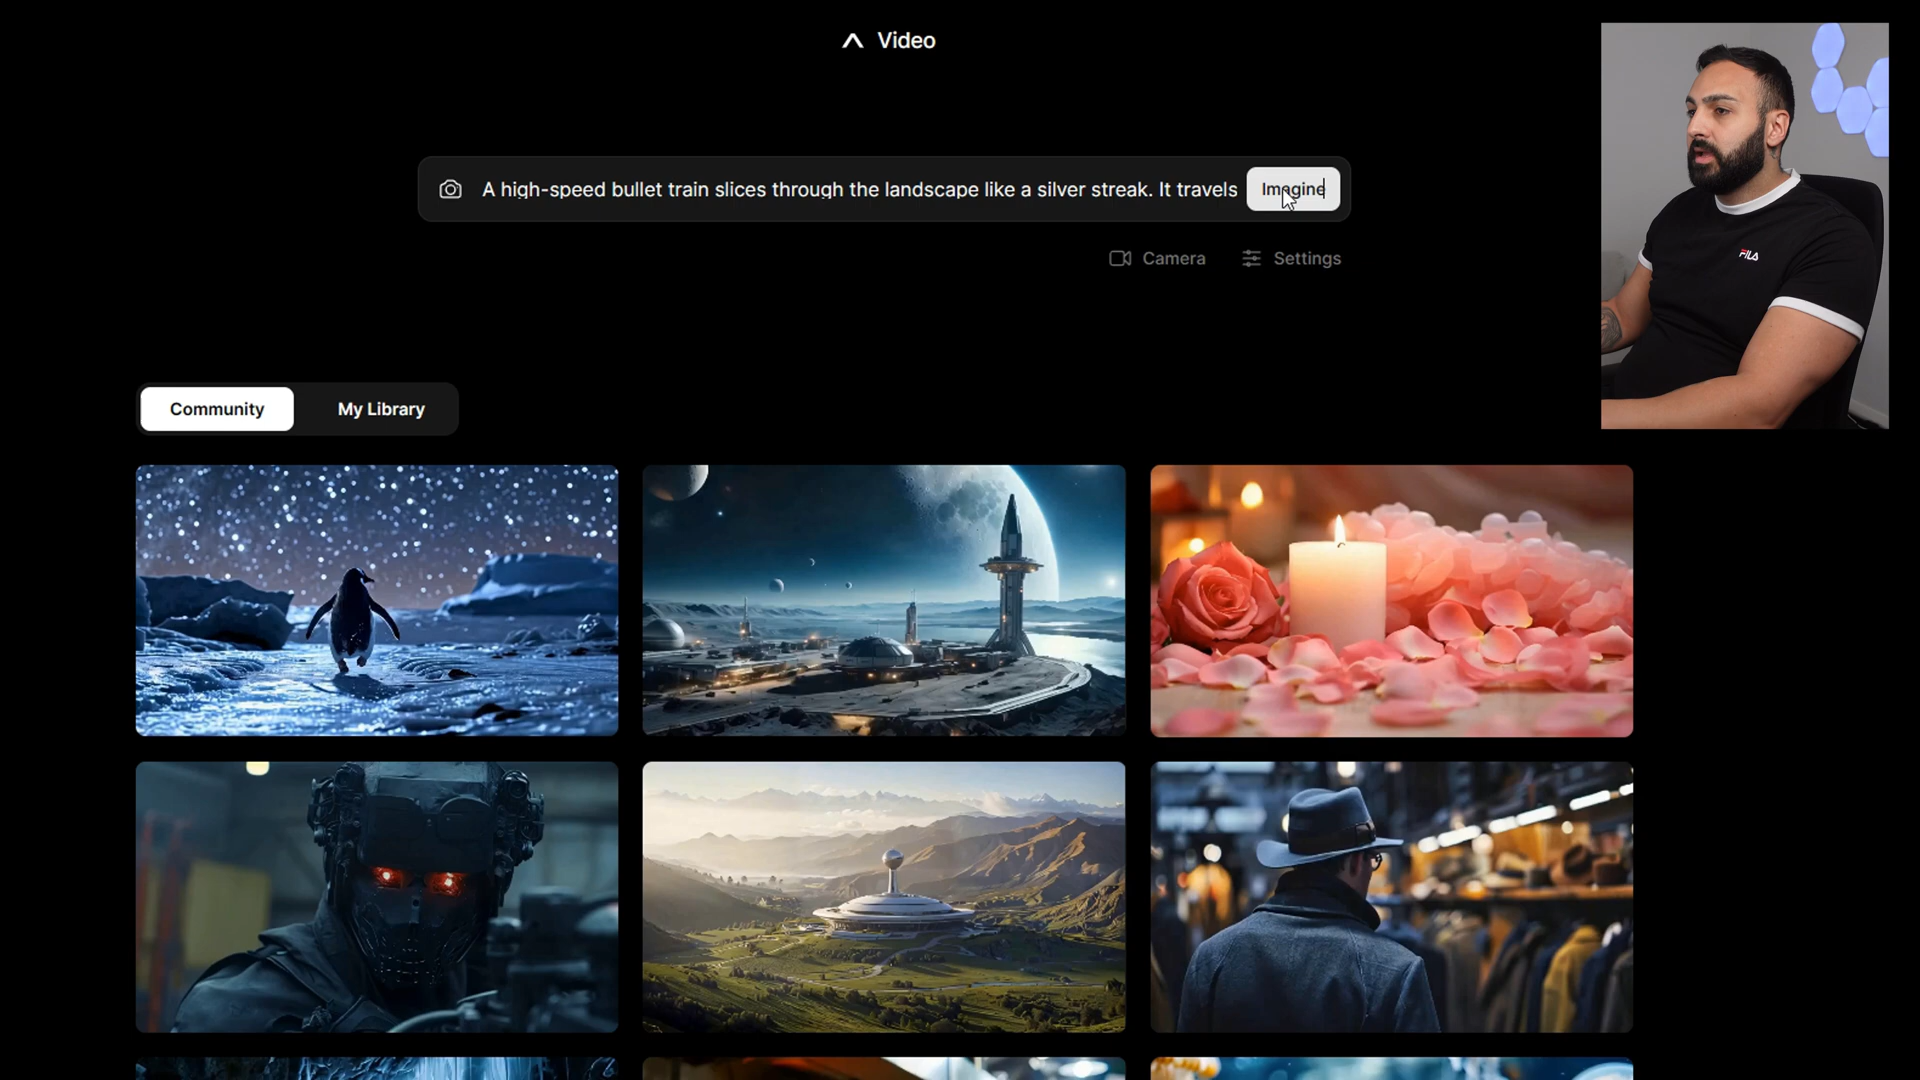 Video
A high-speed bullet train slices through the landscape like a silver streak. It travels
Imagine
Camera
Settings
FILA
Community
My Library